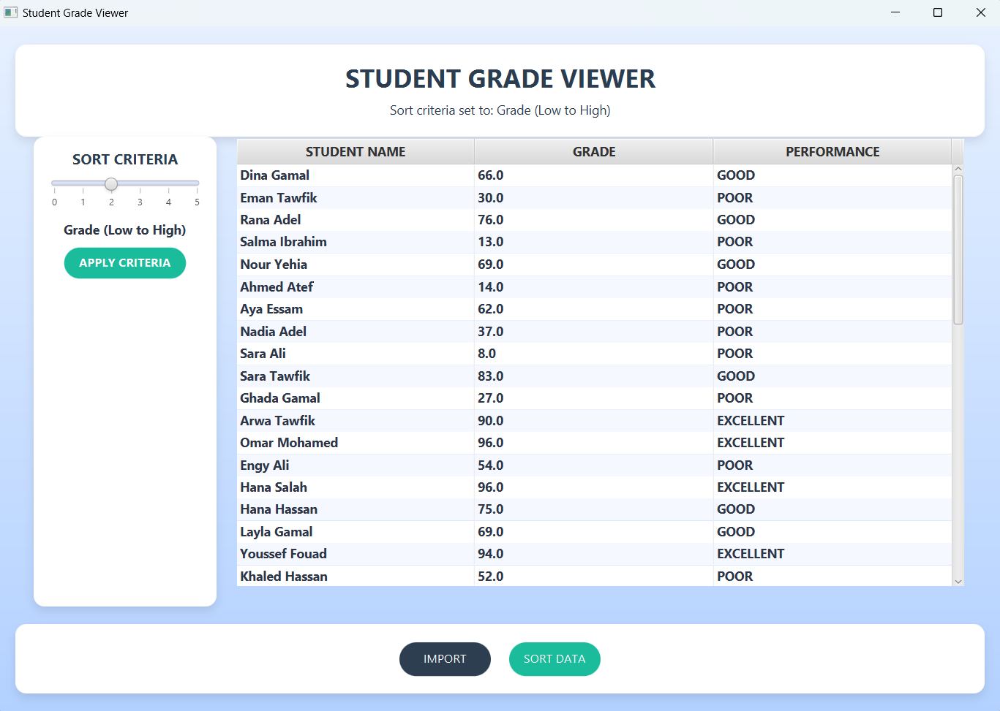 Student Grade Viewer
STUDENT GRADE VIEWER
Sort criteria set to: Grade (Low to High)
SORT CRITERIA
0 1 2 3 4 5
Grade (Low to High)
APPLY CRITERIA
STUDENT NAME GRADE PERFORMANCE
Dina Gamal 66.0 GOOD
Eman Tawfik 30.0 POOR
Rana Adel 76.0 GOOD
Salma Ibrahim 13.0 POOR
Nour Yehia 69.0 GOOD
Ahmed Atef 14.0 POOR
Aya Essam 62.0 POOR
Nadia Adel 37.0 POOR
Sara Ali 8.0 POOR
Sara Tawfik 83.0 GOOD
Ghada Gamal 27.0 POOR
Arwa Tawfik 90.0 EXCELLENT
Omar Mohamed 96.0 EXCELLENT
Engy Ali 54.0 POOR
Hana Salah 96.0 EXCELLENT
Hana Hassan 75.0 GOOD
Layla Gamal 69.0 GOOD
Youssef Fouad 94.0 EXCELLENT
Khaled Hassan 52.0 POOR
IMPORT SORT DATA